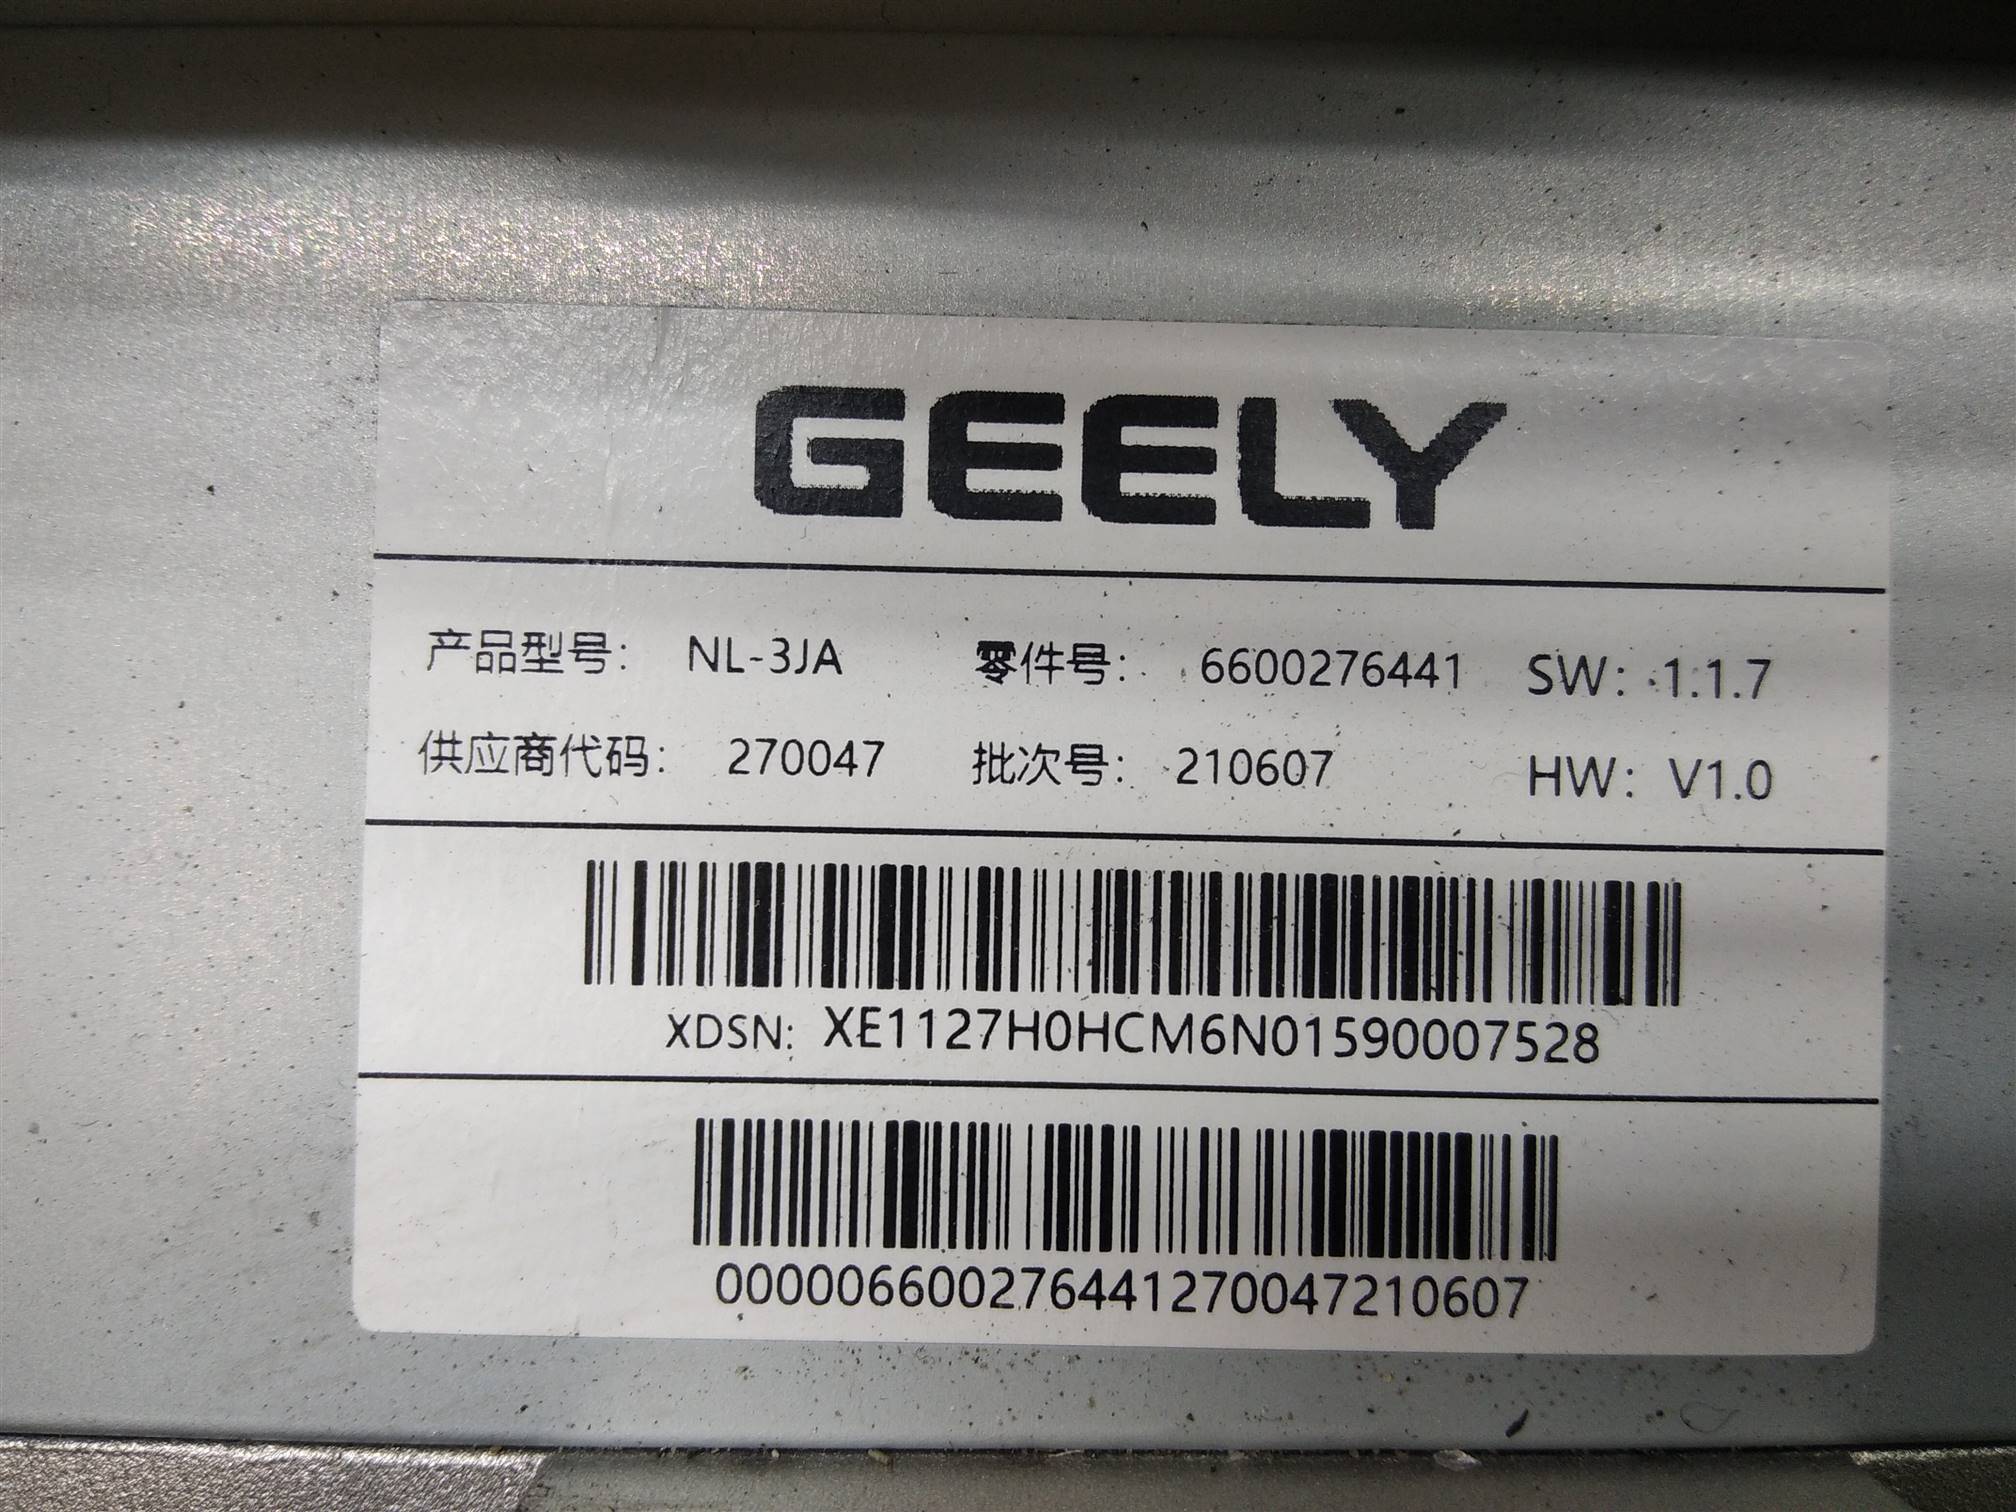 GEELY
产品型号: NL-3JA 零件号: 6600276441 SW: 1.1.7
供应商代码: 270047 批次号: 210607 HW: V1.0
XDSN: XE1127H0HCM6N01590007528
000006600276441270047210607